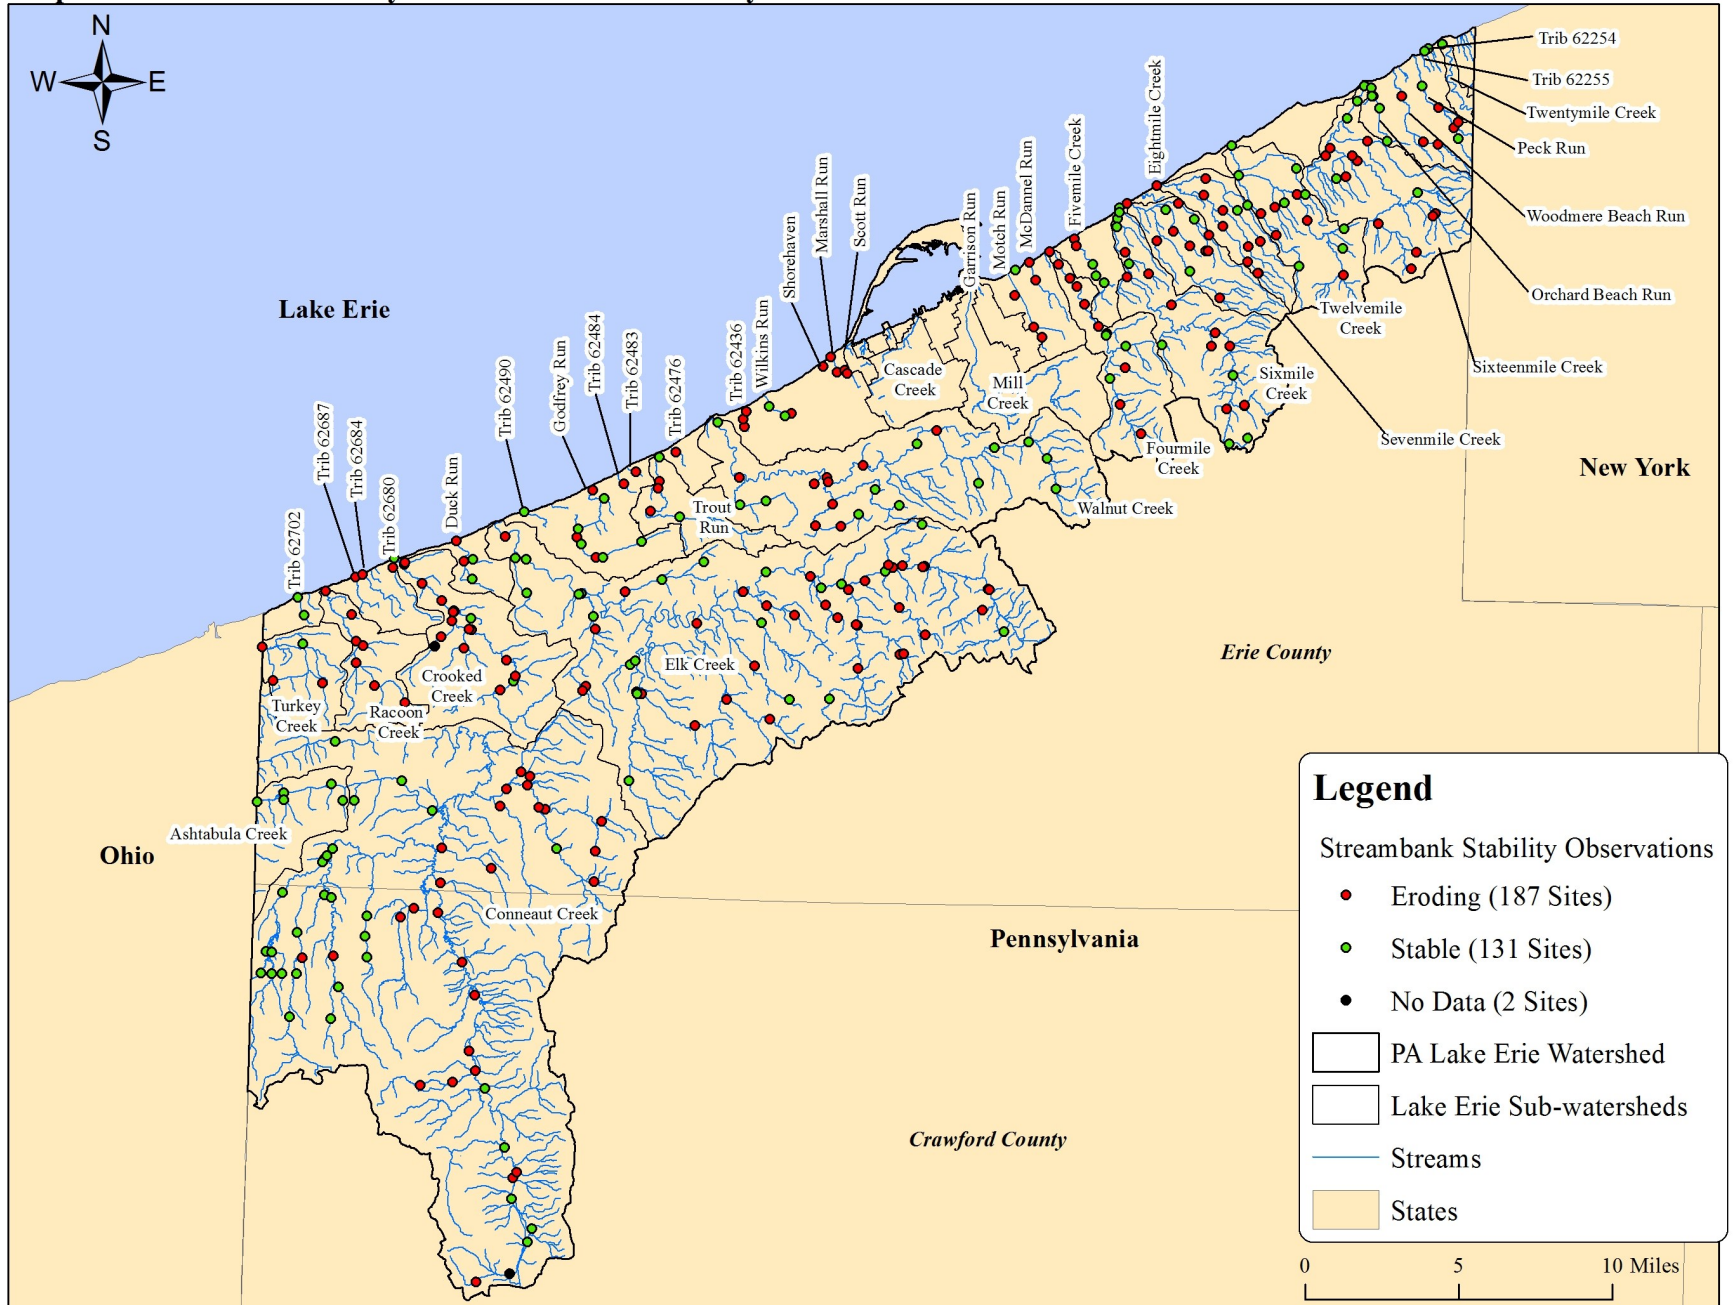 N
W E
S
Lake Erie
Trib 62254
Trib 62255
Twentymile Creek
Peck Run
Woodmere Beach Run
Orchard Beach Run
Sixteenmile Creek
Sevenmile Creek
Eightmile Creek
Fivemile Creek
McDannel Run
Motch Run
Garrison Run
Scott Run
Marshall Run
Shorehaven
Wilkins Run
Trib 62436
Trib 62476
Trib 62483
Trib 62484
Godfrey Run
Trib 62490
Duck Run
Trib 62680
Trib 62684
Trib 62687
Trib 62702
Twelvemile
Creek
Sixmile
Creek
Cascade
Creek
Mill
Creek
Fourmile
Creek
Walnut Creek
Trout
Run
Elk Creek
Crooked
Creek
Racoon
Creek
Turkey
Creek
Ashtabula Creek
Conneaut Creek
New York
Erie County
Ohio
Pennsylvania
Crawford County
Legend
Streambank Stability Observations
Eroding (187 Sites)
Stable (131 Sites)
No Data (2 Sites)
PA Lake Erie Watershed
Lake Erie Sub-watersheds
Streams
States
0 5 10 Miles